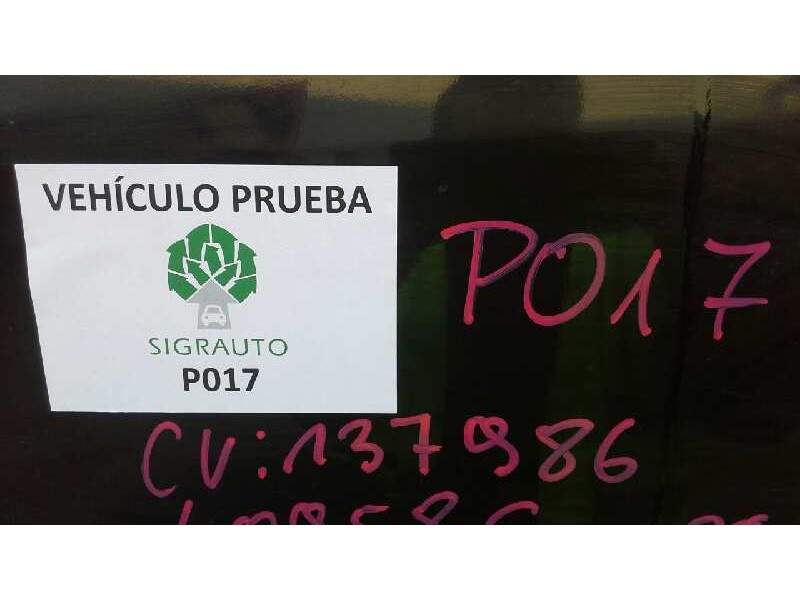 VEHÍCULO PRUEBA
SIGRAUTO
P017
P017
CV:137986